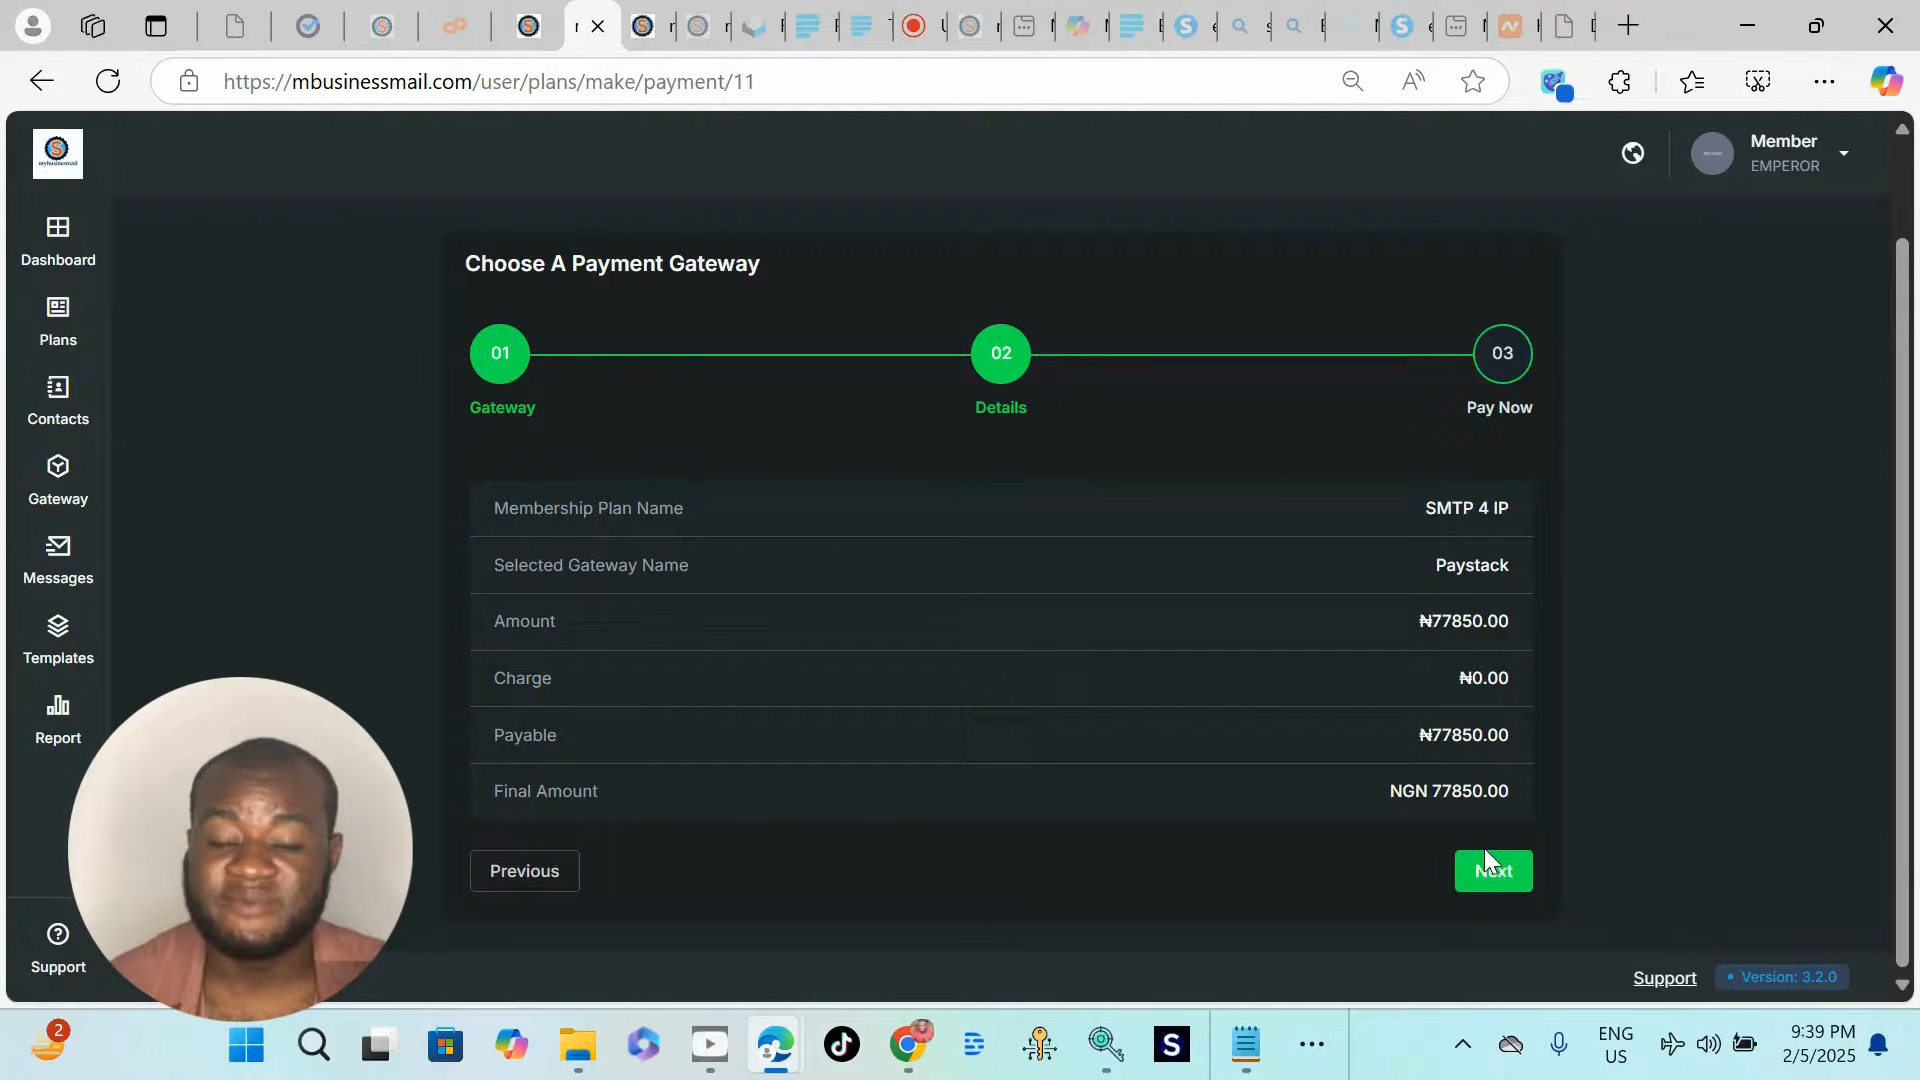 https://mbusinessmail.com/user/plans/make/payment/11
Member
EMPEROR
Dashboard
Plans
Contacts
Gateway
Messages
Templates
Report
Support
Choose A Payment Gateway
01
02
03
Gateway
Details
Pay Now
Membership Plan Name
SMTP 4 IP
Selected Gateway Name
Paystack
Amount
₦77850.00
Charge
₦0.00
Payable
₦77850.00
Final Amount
NGN 77850.00
Previous
Next
Support
Version: 3.2.0
2
ENG
US
9:39 PM
2/5/2025